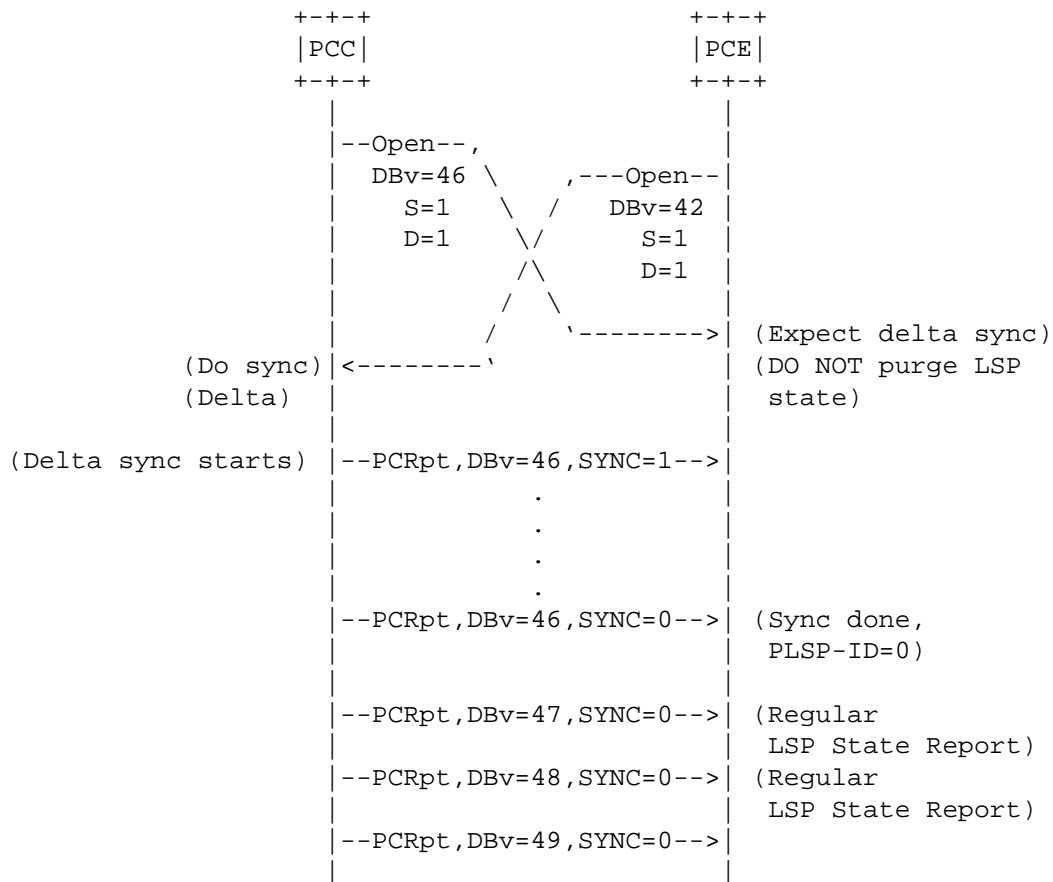 +-+-+                    +-+-+
|PCC|                    |PCE|
+-+-+                    +-+-+
|                        |
|--Open--,               |
|  DBv=46 \    ,---Open--|
|    S=1   \  /   DBv=42 |
|    D=1    \/      S=1  |
|           /\      D=1  |
|          /  \          |
|         /    `-------->| (Expect delta sync)
(Do sync)|<--------`              | (DO NOT purge LSP
(Delta)  |                        |  state)
|                        |
(Delta sync starts) |--PCRpt,DBv=46,SYNC=1-->|
|            .           |
|            .           |
|            .           |
|            .           |
|--PCRpt,DBv=46,SYNC=0-->| (Sync done,
|                        |  PLSP-ID=0)
|                        |
|--PCRpt,DBv=47,SYNC=0-->| (Regular
|                        |  LSP State Report)
|--PCRpt,DBv=48,SYNC=0-->| (Regular
|                        |  LSP State Report)
|--PCRpt,DBv=49,SYNC=0-->|
|                        |